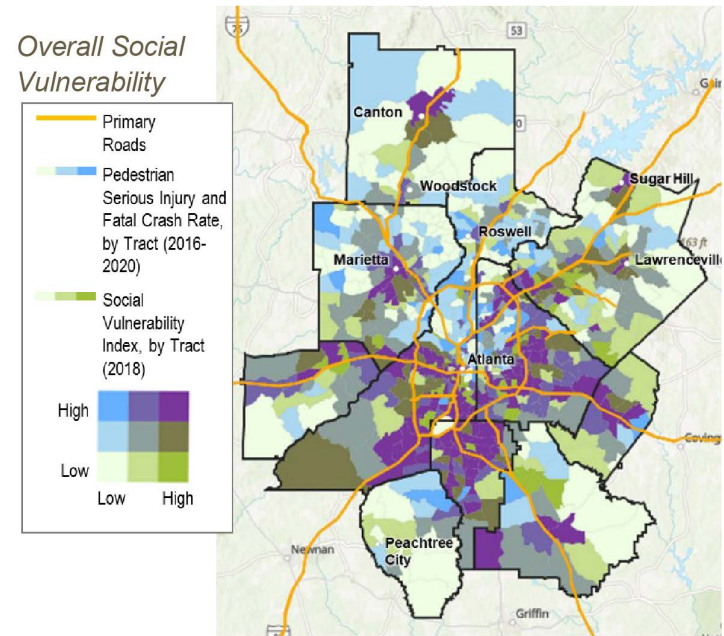 Overall Social
Vulnerability
Primary
Roads
Pedestrian
Serious Injury and
Fatal Crash Rate,
by Tract (2016-
2020)
Social
Vulnerability
Index, by Tract
(2018)
High
Low
Low
High
75
53
Canton
Woodstock
Sugar Hill
Roswell
Marietta
Lawrenceville
Atlanta
Peachtree
City
Newnan
Griffin